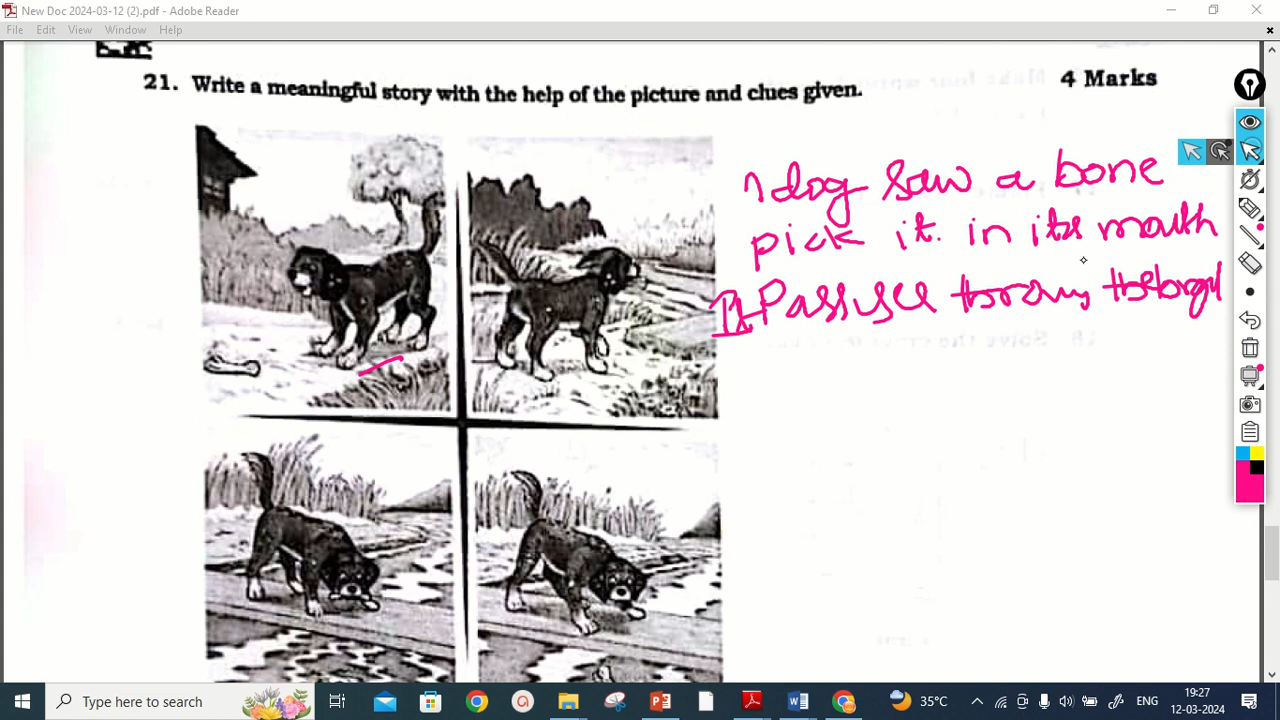 New Doc 2024-03-12 (2).pdf - Adobe Reader
File Edit View Window Help
21. Write a meaningful story with the help of the picture and clues given. 4 Marks
1 dog saw a bone
pick it. in its mouth
II
Type here to search
35°C
ENG
19:27
12-03-2024